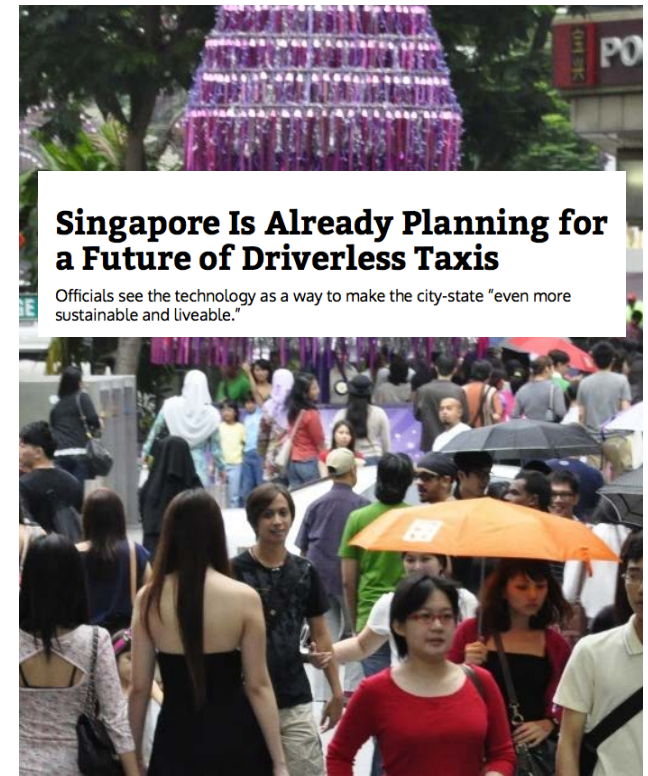 PO
Singapore Is Already Planning for
a Future of Driverless Taxis
Officials see the technology as a way to make the city-state “even more
sustainable and liveable.”